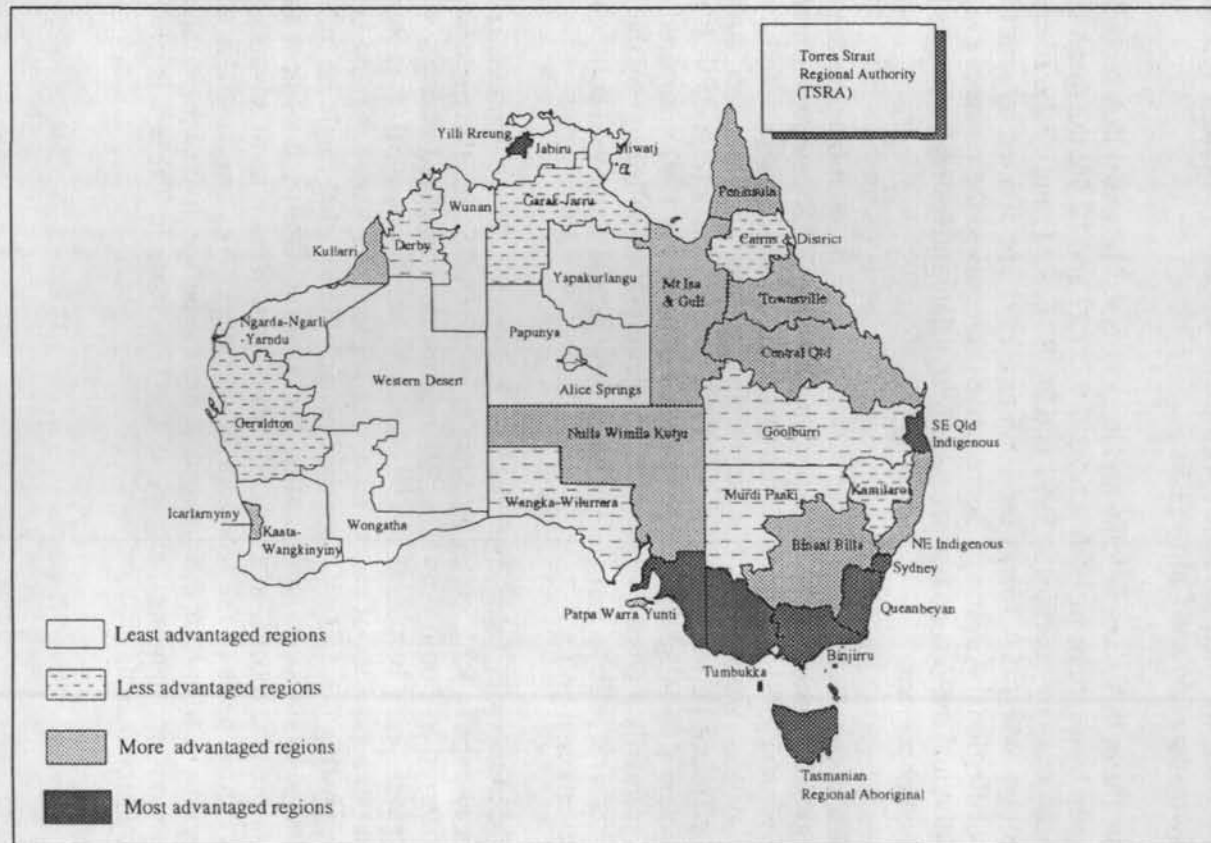 Torres Strait
Regional Authority
(TSRA)
Yilli Rreung
Jabiru
Miwatj
Peninsula
Wunan
Garak-Jarru
Cairns & District
Kullarri
Derby
Yapakurlangu
Mt Isa
& Gulf
Townsville
Ngarda-Ngarli
-Yarndu
Papunya
Central Qld
Western Desert
Alice Springs
Geraldton
Nulla Wimila Kutju
Goolburri
SE Qld
Indigenous
Wangka-Wilurrara
Murdi Paaki
Kamilaroi
Icarlarnyiny
Kaata-
Wangkinyiny
Wongatha
Binaal Billa
NE Indigenous
Sydney
Patpa Warra Yunti
Queanbeyan
Tumbukka
Binjirru
Least advantaged regions
Less advantaged regions
More advantaged regions
Most advantaged regions
Tasmanian
Regional Aboriginal